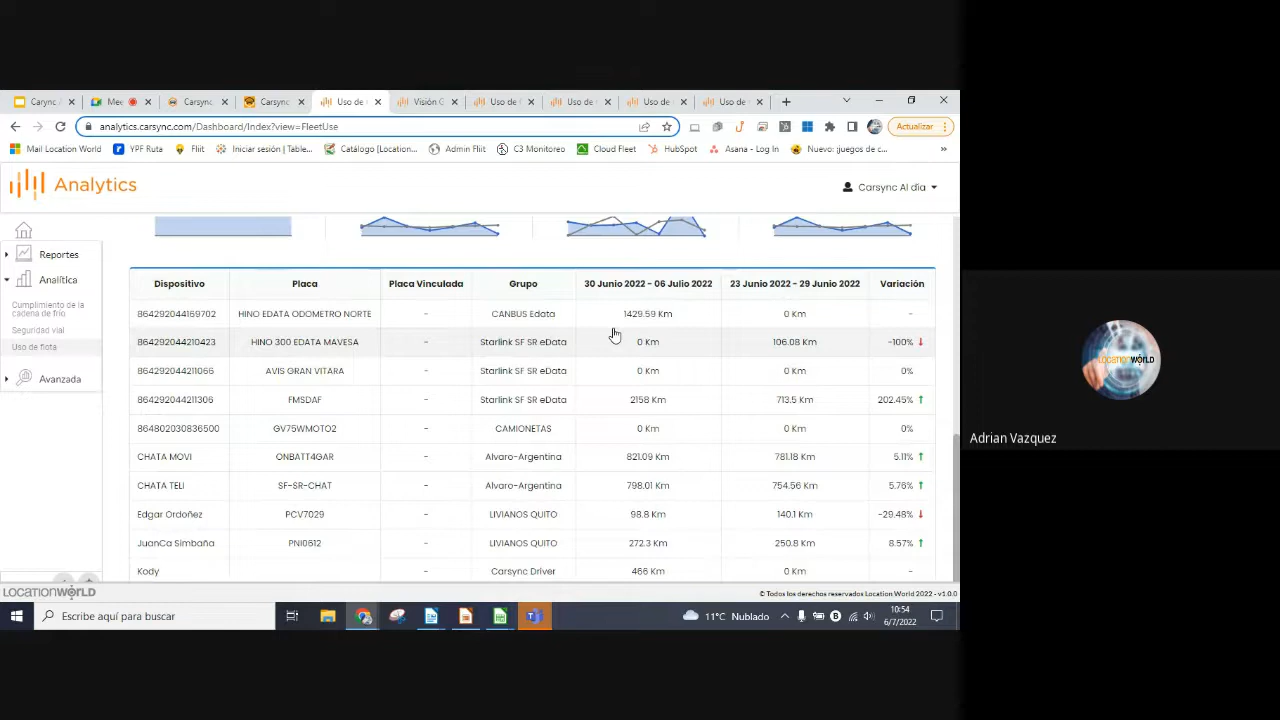 Carync A
Mee
Carsync
Carsync
Uso de
Visión G
Uso de F
Uso de
Uso de
Uso de
analytics.carsync.com/Dashboard/Index?view=FleetUse
Actualizar
Mail Location World
YPF Ruta
Fliit
Iniciar sesión | Table...
Catálogo [Location...
Admin Fliit
C3 Monitoreo
Cloud Fleet
HubSpot
Asana - Log In
Nuevo: ¡juegos de c...
»
Analytics
Carsync Al día
Reportes
Analítica
Cumplimiento de la
cadena de frío
Seguridad vial
Uso de flota
Avanzada
Dispositivo Placa Placa Vinculada Grupo 30 Junio 2022 - 06 Julio 2022 23 Junio 2022 - 29 Junio 2022 Variación
864292044169702 HINO EDATA ODOMETRO NORTE - CANBUS Edata 1429.59 Km 0 Km -
864292044210423 HINO 300 EDATA MAVESA - Starlink SF SR eData 0 Km 106.08 Km -100% ↓
864292044211066 AVIS GRAN VITARA - Starlink SF SR eData 0 Km 0 Km 0%
864292044211306 FMSDAF - Starlink SF SR eData 2158 Km 713.5 Km 202.45% ↑
864802030836500 GV75WMOTO2 - CAMIONETAS 0 Km 0 Km 0%
CHATA MOVI ONBATT4GAR - Alvaro-Argentina 821.09 Km 781.18 Km 5.11% ↑
CHATA TELI SF-SR-CHAT - Alvaro-Argentina 798.01 Km 754.56 Km 5.76% ↑
Edgar Ordoñez PCV7029 - LIVIANOS QUITO 98.8 Km 140.1 Km -29.48% ↓
JuanCa Simbaña PNI0612 - LIVIANOS QUITO 272.3 Km 250.8 Km 8.57% ↑
Kody - Carsync Driver 466 Km 0 Km -
LOCATIONWORLD
© Todos los derechos reservados Location World 2022 - v1.0.0
Escribe aquí para buscar
11°C Nublado
10:54
6/7/2022
LOCATIONWORLD
Adrian Vazquez